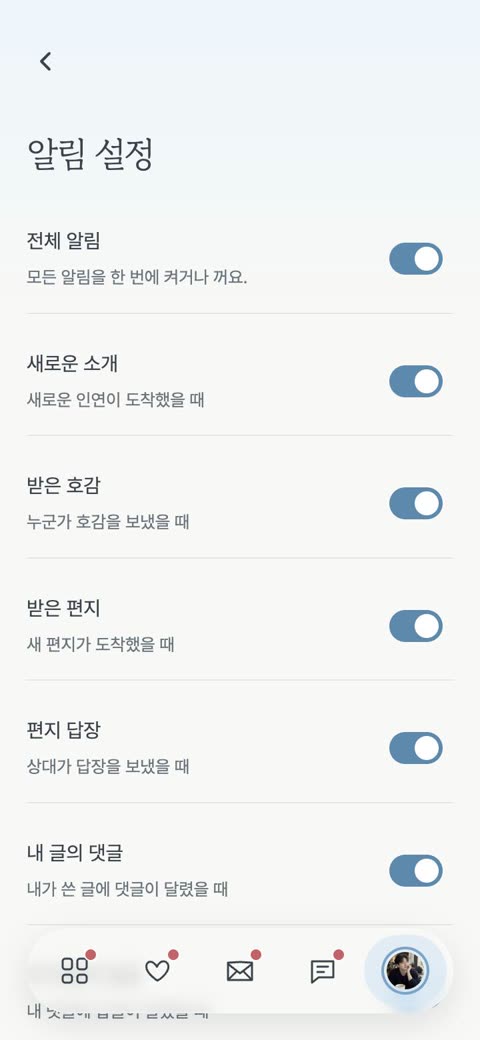 알림 설정
전체 알림
모든 알림을 한 번에 켜거나 꺼요.
새로운 소개
새로운 인연이 도착했을 때
받은 호감
누군가 호감을 보냈을 때
받은 편지
새 편지가 도착했을 때
편지 답장
상대가 답장을 보냈을 때
내 글의 댓글
내가 쓴 글에 댓글이 달렸을 때
내